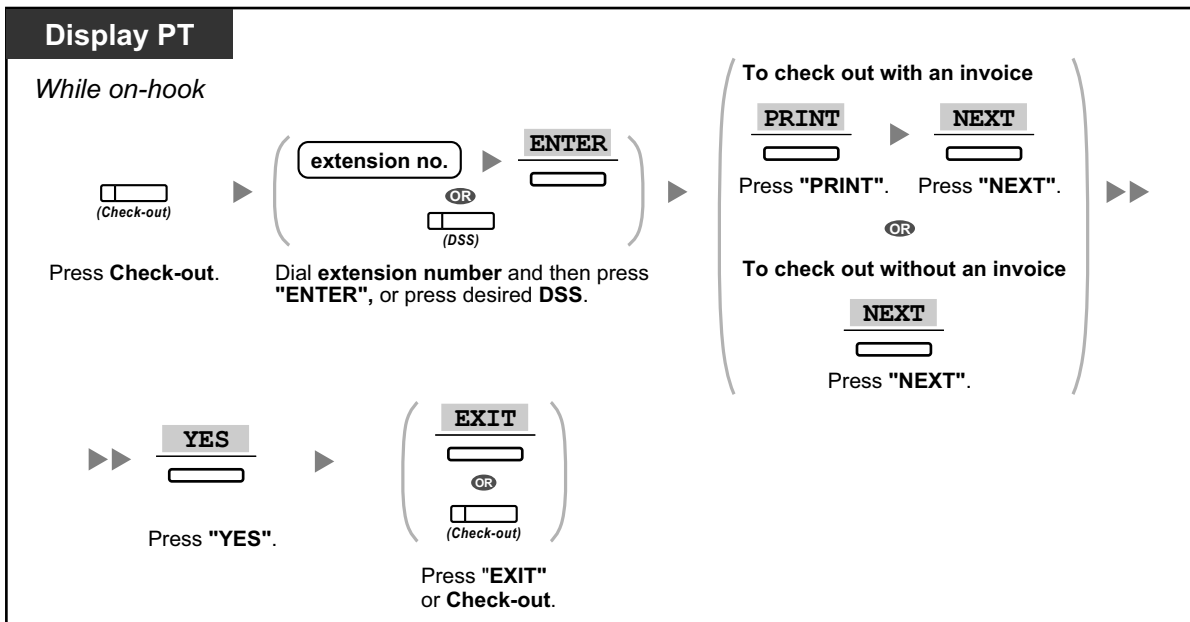 Display PT
While on-hook
(Check-out)
Press Check-out.
extension no.
ENTER
OR
(DSS)
Dial extension number and then press
"ENTER", or press desired DSS.
To check out with an invoice
PRINT
NEXT
Press "PRINT".
Press "NEXT".
OR
To check out without an invoice
NEXT
Press "NEXT".
YES
Press "YES".
EXIT
OR
(Check-out)
Press "EXIT"
or Check-out.